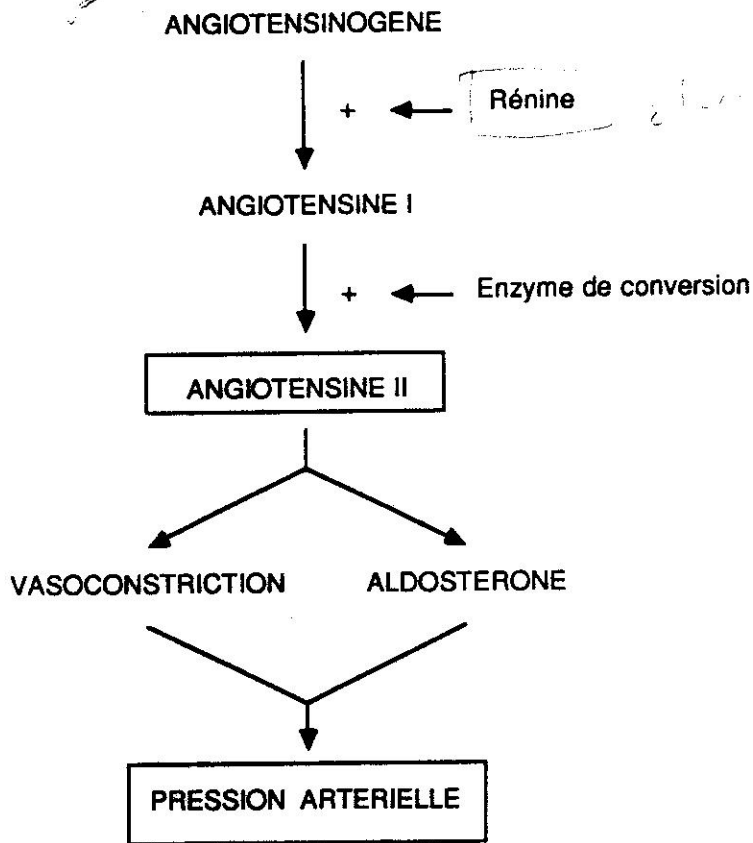 ANGIOTENSINOGENE
+ Rénine
ANGIOTENSINE I
+ Enzyme de conversion
ANGIOTENSINE II
VASOCONSTRICTION ALDOSTERONE
PRESSION ARTERIELLE